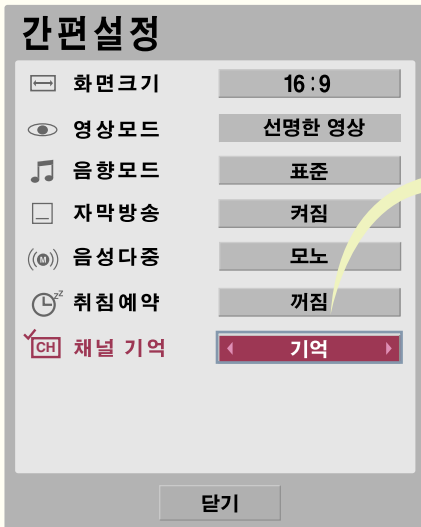 간편설정
화면크기 16:9
영상모드 선명한 영상
음향모드 표준
자막방송 켜짐
((M)) 음성다중 모노
zz 취침예약 꺼짐
CH 채널 기억 기억
닫기